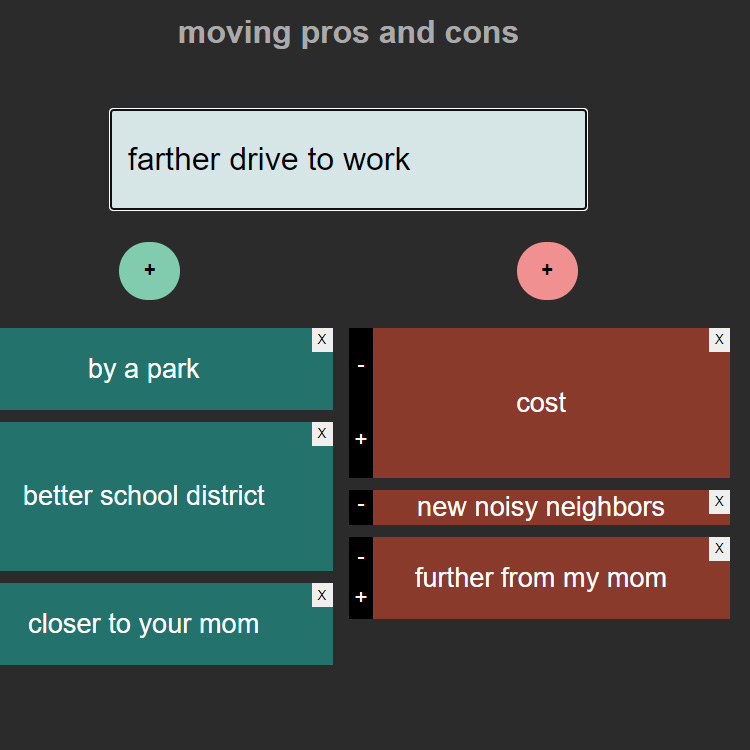 moving pros and cons
farther drive to work
+
+
X
by a park
X
better school district
X
closer to your mom
X
-
cost
+
X
-
new noisy neighbors
X
-
further from my mom
+